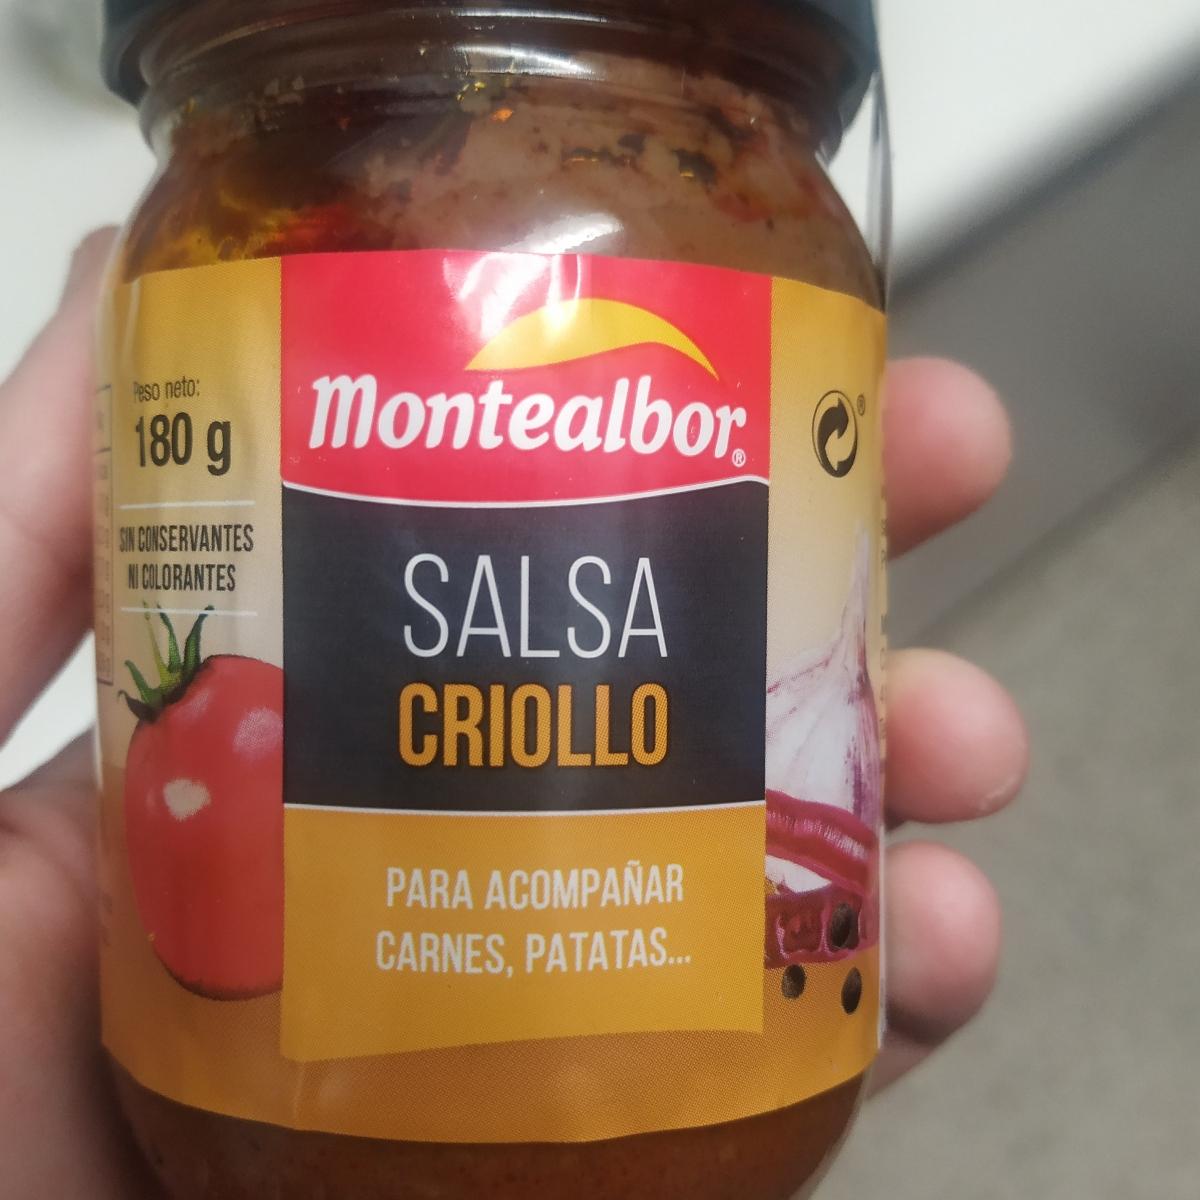 Montealbor®
Peso neto:
180 g
SIN CONSERVANTES
NI COLORANTES
SALSA
CRIOLLO
PARA ACOMPAÑAR
CARNES, PATATAS...
®